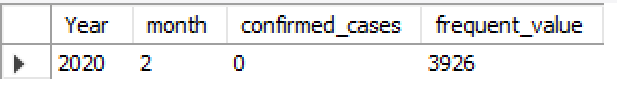 Year month confirmed_cases frequent_value
2020 2 0 3926